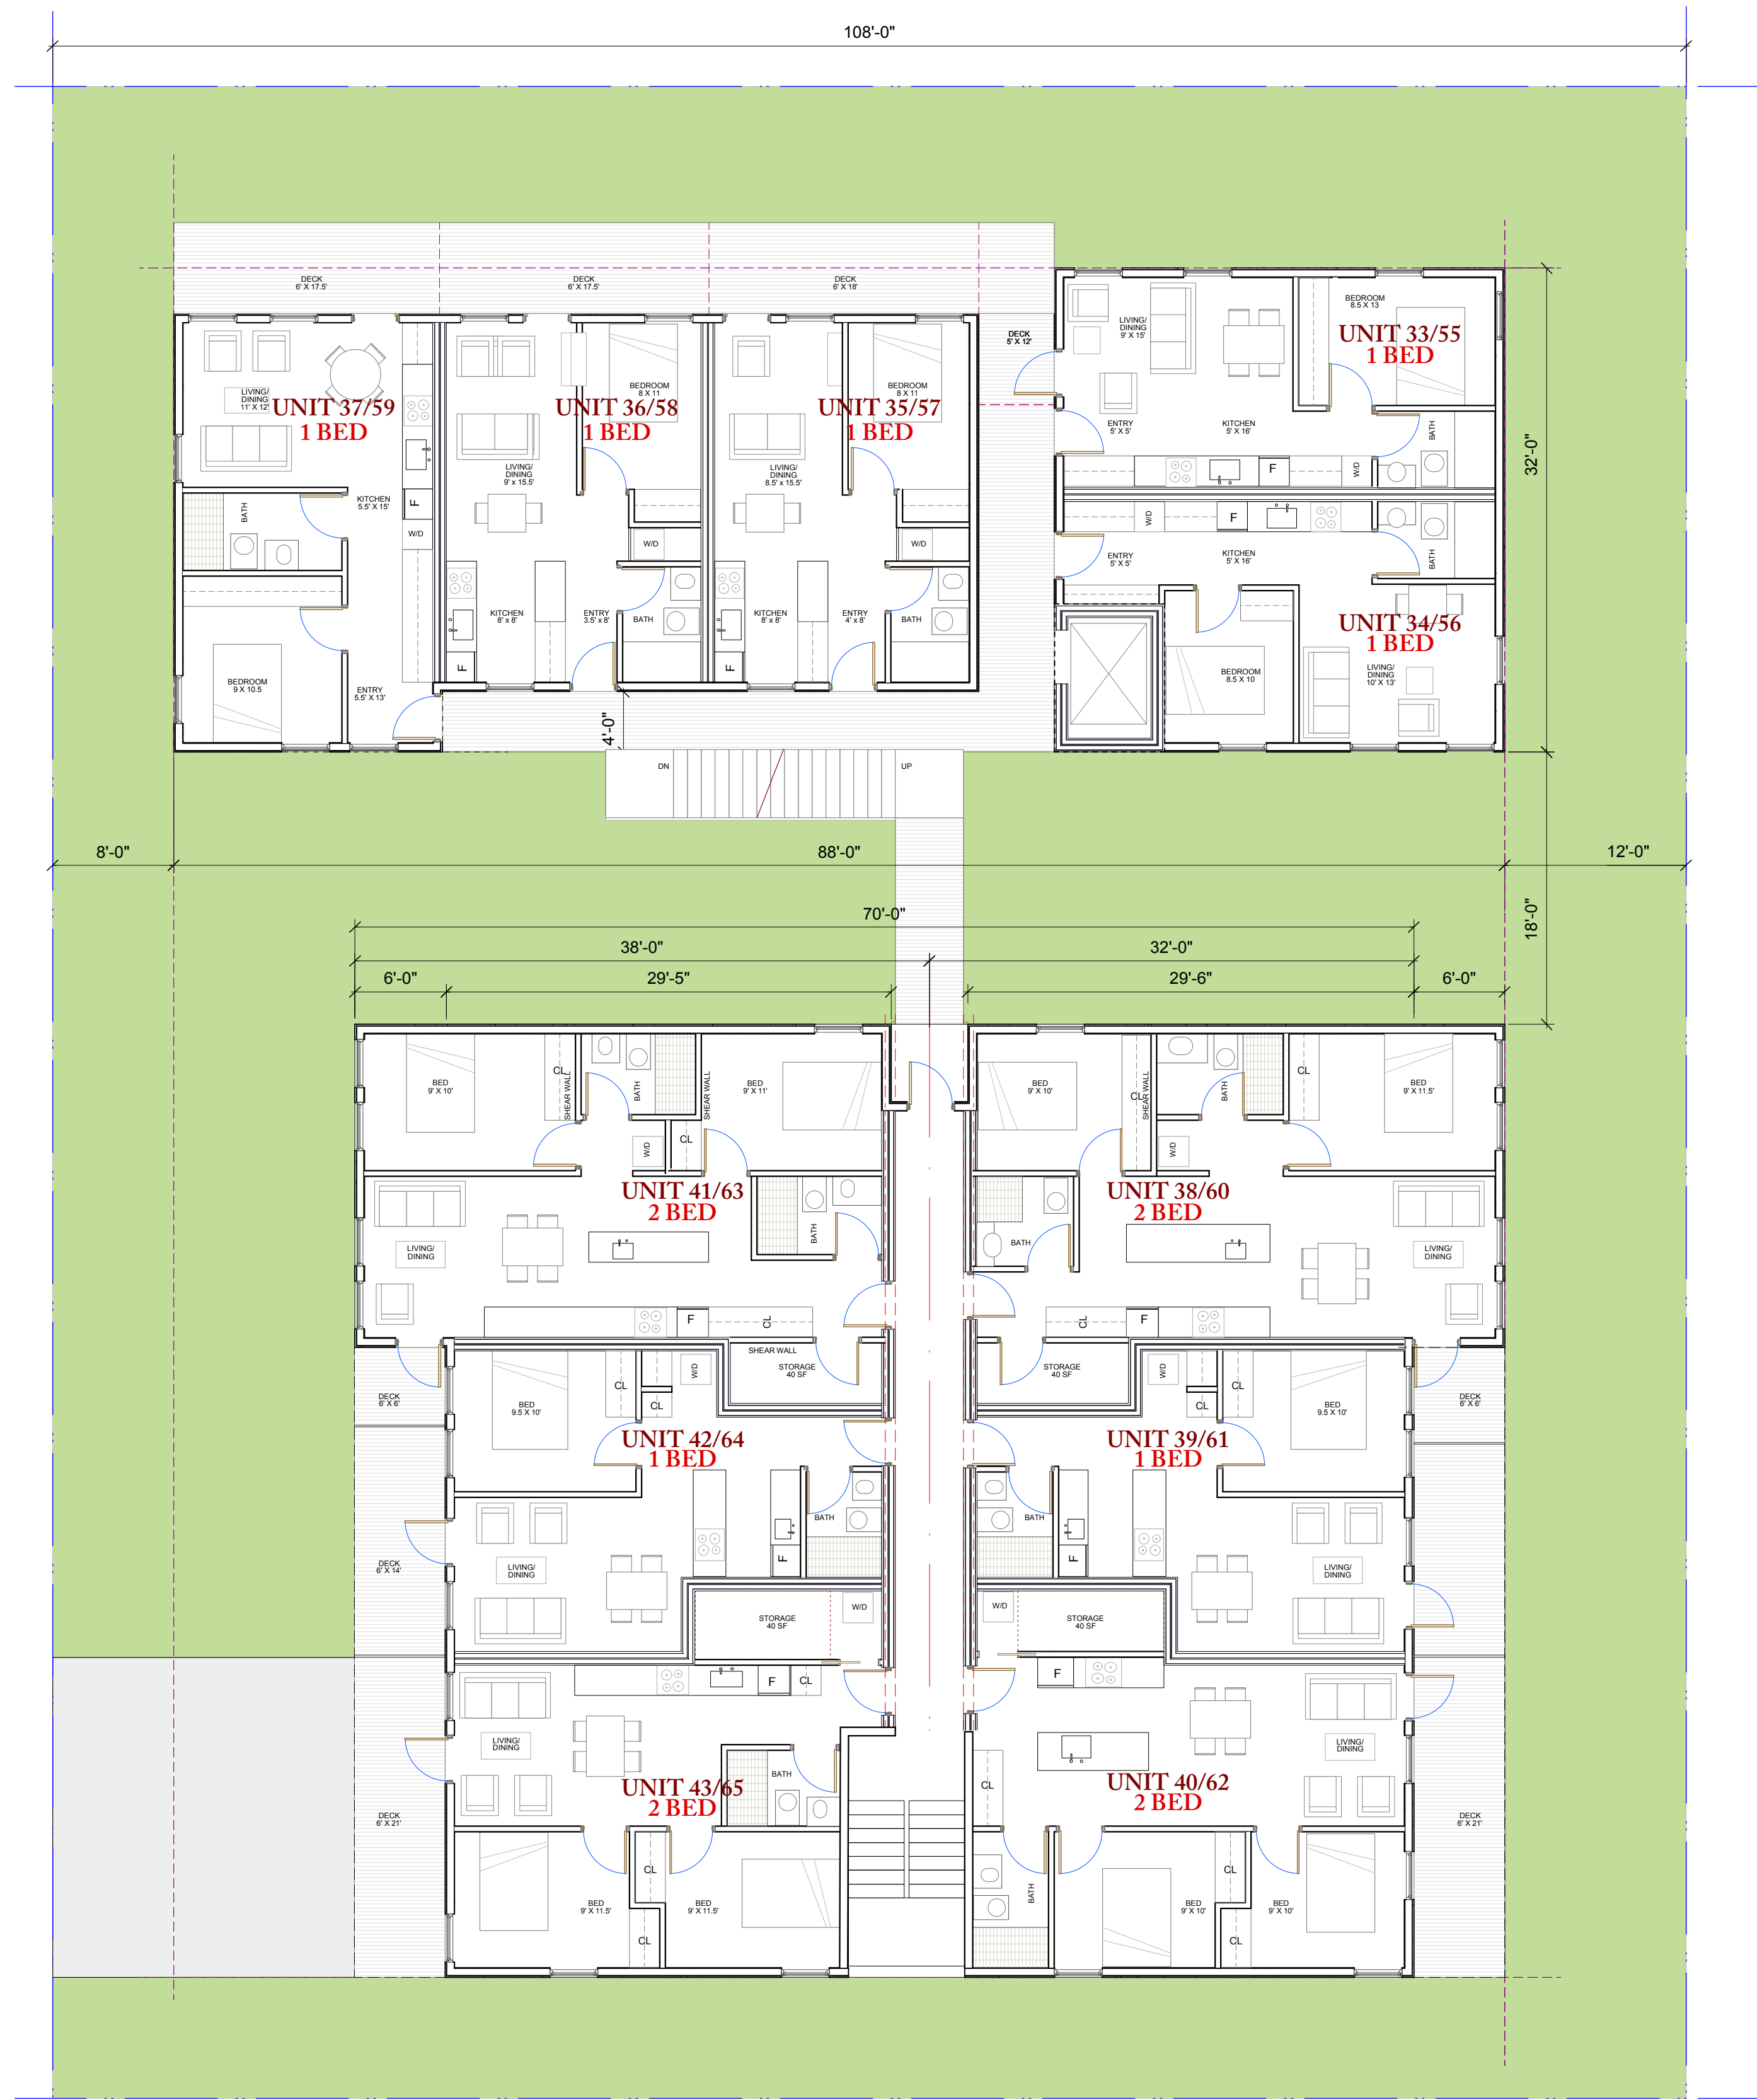 108'-0"
DECK
6' X 17.5'
DECK
6' X 17.5'
DECK
6' X 18'
DECK
5' X 12'
LIVING/
DINING
9' X 15'
BEDROOM
8.5 X 13
UNIT 33/55
1 BED
LIVING/
DINING
11' X 12'
UNIT 37/59
1 BED
BEDROOM
8 X 11
UNIT 36/58
1 BED
BEDROOM
8 X 11
UNIT 35/57
1 BED
ENTRY
5' X 5'
KITCHEN
5' X 16'
BATH
32'-0"
LIVING/
DINING
9' x 15.5'
LIVING/
DINING
8.5' x 15.5'
F
W/D
KITCHEN
5.5' X 15'
F
BATH
W/D
W/D
W/D
W/D
F
ENTRY
5' X 5'
KITCHEN
5' X 16'
BATH
KITCHEN
8' x 8'
ENTRY
3.5' x 8'
BATH
KITCHEN
8' x 8'
ENTRY
4' x 8'
BATH
UNIT 34/56
1 BED
F
F
BEDROOM
9 X 10.5
ENTRY
5.5' X 13'
BEDROOM
8.5 X 10
LIVING/
DINING
10' X 13'
4'-0"
DN
UP
8'-0"
88'-0"
12'-0"
18'-0"
70'-0"
38'-0"
32'-0"
6'-0"
29'-5"
29'-6"
6'-0"
BED
9' X 10'
CL
SHEAR WALL
BATH
SHEAR WALL
BED
9' X 11'
BED
9' X 10'
CL
SHEAR WALL
BATH
CL
BED
9' X 11.5'
W/D
CL
W/D
UNIT 41/63
2 BED
UNIT 38/60
2 BED
BATH
BATH
LIVING/
DINING
LIVING/
DINING
F
CL
CL
F
SHEAR WALL
STORAGE
40 SF
STORAGE
40 SF
DECK
6' X 6'
BED
9.5 X 10'
CL
W/D
CL
W/D
CL
CL
BED
9.5 X 10'
DECK
6' X 6'
UNIT 42/64
1 BED
UNIT 39/61
1 BED
BATH
BATH
DECK
6' X 14'
LIVING/
DINING
F
F
LIVING/
DINING
STORAGE
40 SF
W/D
W/D
STORAGE
40 SF
F
CL
F
LIVING/
DINING
LIVING/
DINING
UNIT 43/65
2 BED
BATH
CL
UNIT 40/62
2 BED
DECK
6' X 21'
DECK
6' X 21'
BED
9' X 11.5'
CL
CL
BED
9' X 11.5'
BATH
BED
9' X 10'
CL
CL
BED
9' X 10'